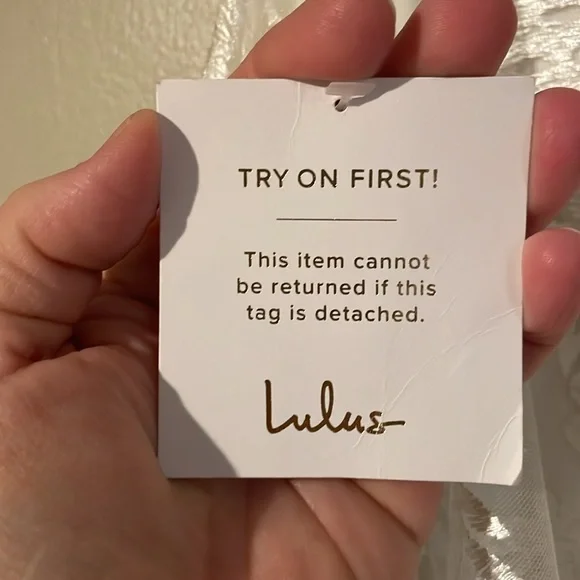 TRY ON FIRST!
This item cannot
be returned if this
tag is detached.
Lulus